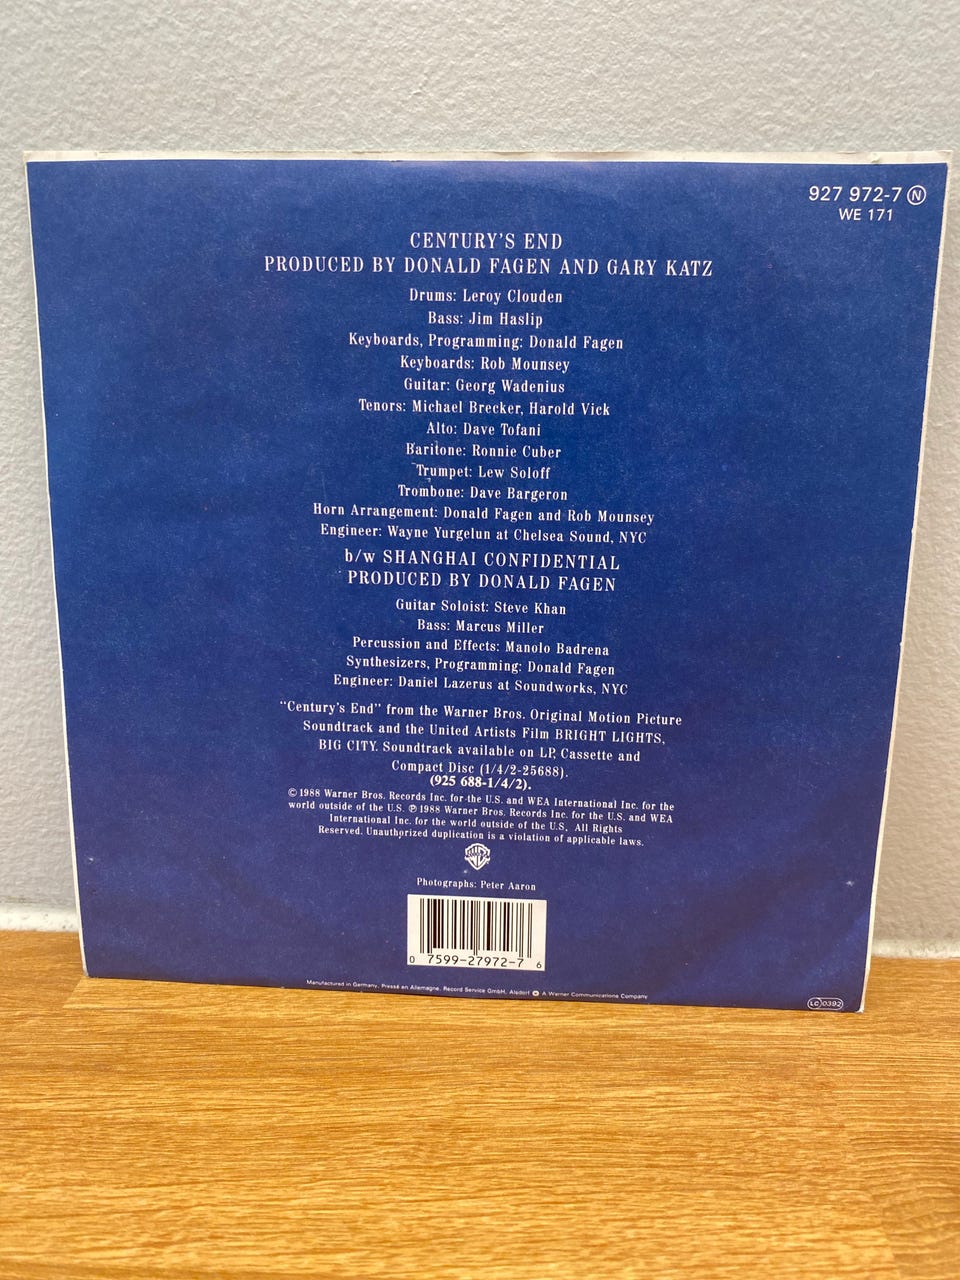 927 972-7 Ⓝ
WE 171
CENTURY'S END
PRODUCED BY DONALD FAGEN AND GARY KATZ
Drums: Leroy Clouden
Bass: Jim Haslip
Keyboards, Programming: Donald Fagen
Keyboards: Rob Mounsey
Guitar: Georg Wadenius
Tenors: Michael Brecker, Harold Vick
Alto: Dave Tofani
Baritone: Ronnie Cuber
Trumpet: Lew Soloff
Trombone: Dave Bargeron
Horn Arrangement: Donald Fagen and Rob Mounsey
Engineer: Wayne Yurgelun at Chelsea Sound, NYC
b/w SHANGHAI CONFIDENTIAL
PRODUCED BY DONALD FAGEN
Guitar Soloist: Steve Khan
Bass: Marcus Miller
Percussion and Effects: Manolo Badrena
Synthesizers, Programming: Donald Fagen
Engineer: Daniel Lazerus at Soundworks, NYC
"Century's End" from the Warner Bros. Original Motion Picture
Soundtrack and the United Artists Film BRIGHT LIGHTS,
BIG CITY. Soundtrack available on LP, Cassette and
Compact Disc (1/4/2-25688).
(925 688-1/4/2).
© 1988 Warner Bros. Records Inc. for the U.S. and WEA International Inc. for the
world outside of the U.S. ℗ 1988 Warner Bros. Records Inc. for the U.S. and WEA
International Inc. for the world outside of the U.S. All Rights
Reserved. Unauthorized duplication is a violation of applicable laws.
Photographs: Peter Aaron
0 7599-27972-7 6
Manufactured in Germany. Pressé en Allemagne. Record Service GmbH, Alsdorf A Warner Communications Company
LC 0392